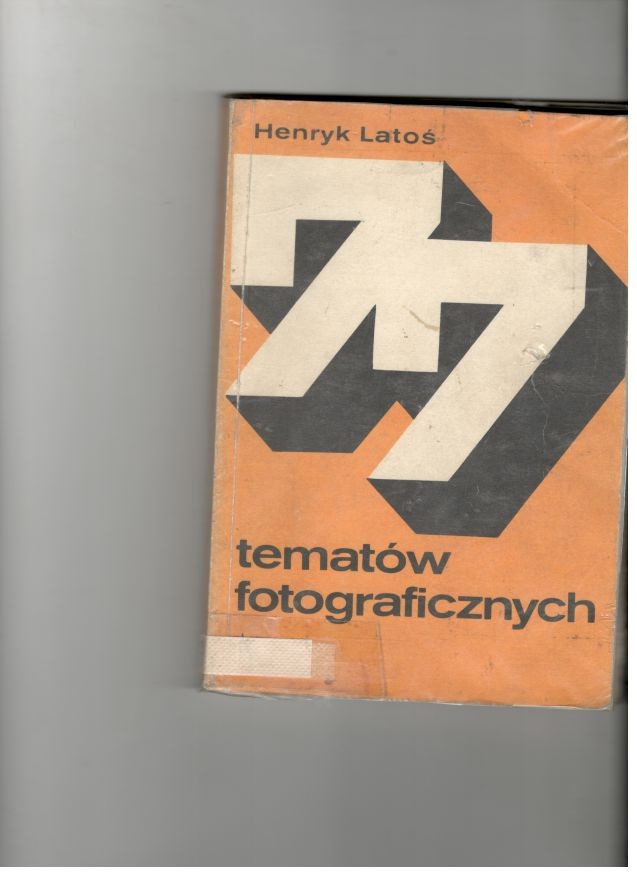 Henryk Latoś
77
tematów
fotograficznych